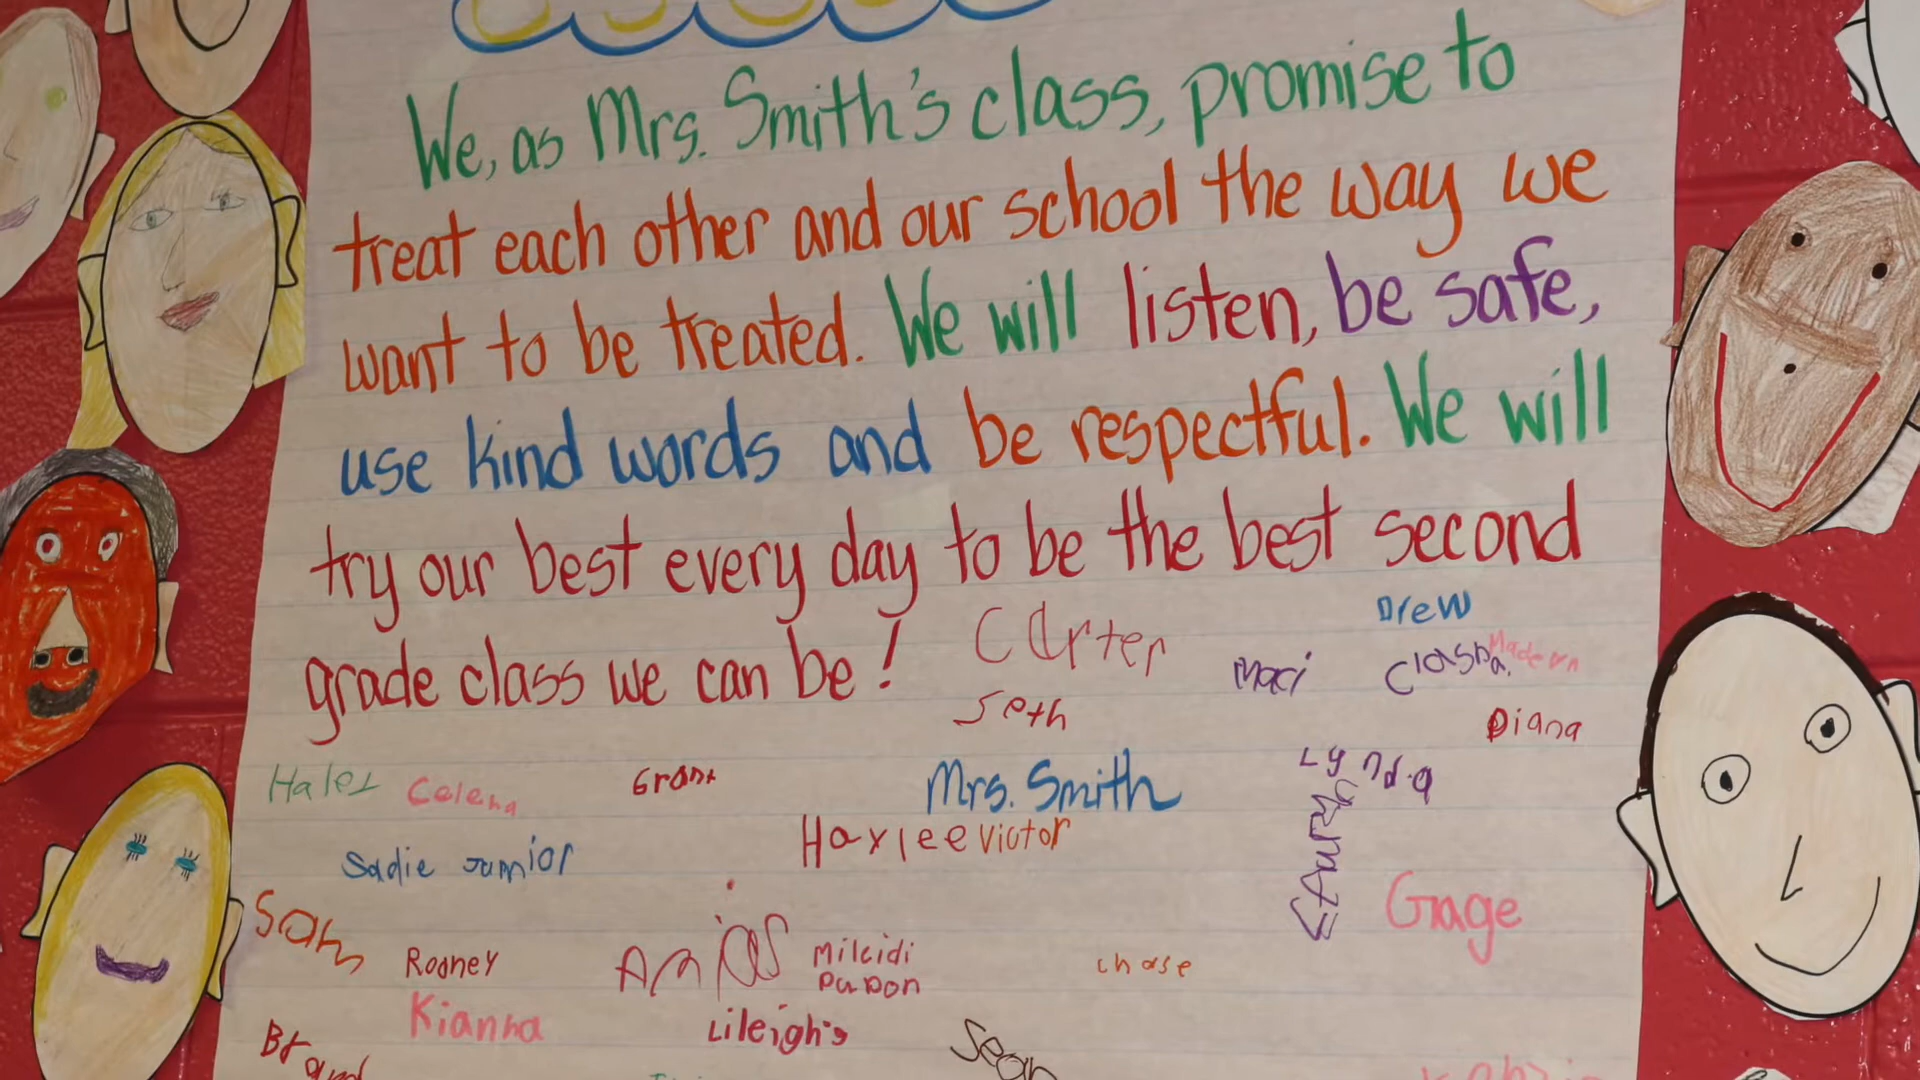 We, as Mrs. Smith's class, promise to
treat each other and our school the way we
want to be treated. We will listen, be safe,
use kind words and be respectful. We will
try our best every day to be the best second
grade class we can be!
Carter
Drew
Maci
Seth
Diana
Celena
Grant
Mrs. Smith
Lynda
Haylee Victor
Sadie Junior
Gage
Sam
Rodney
Mileidi
chase
Kianna
Lileigh's
Sean